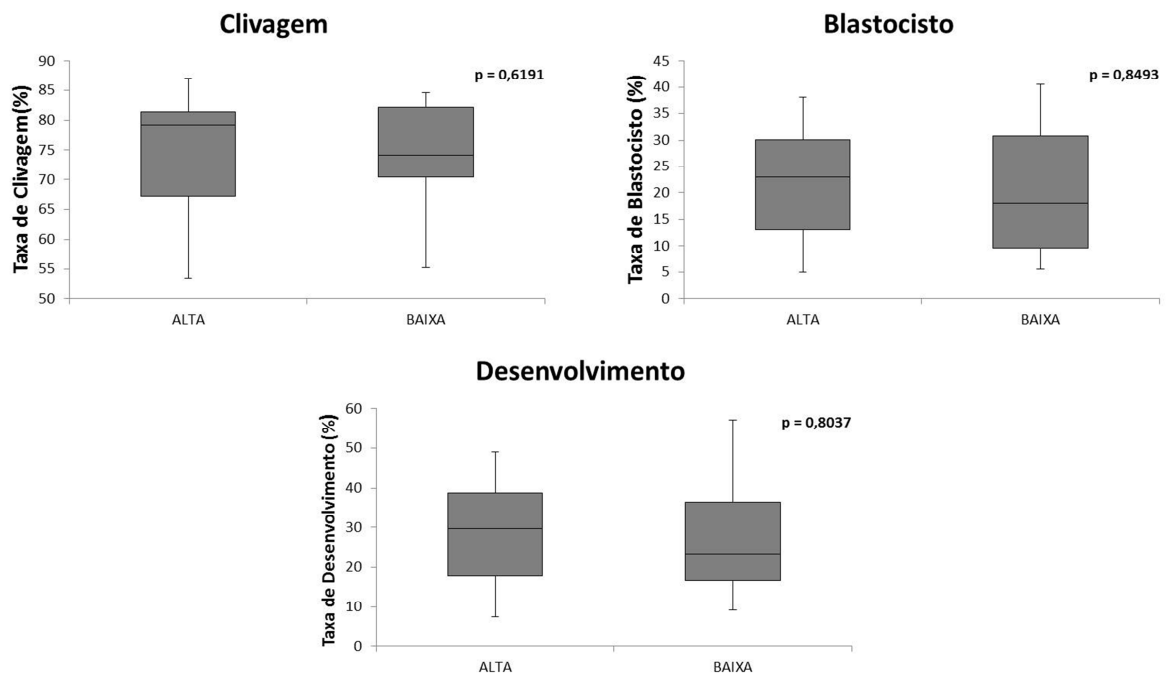 Clivagem
p = 0,6191
Taxa de Clivagem(%)
90
85
80
75
70
65
60
55
50
ALTA BAIXA
Blastocisto
p = 0,8493
Taxa de Blastocisto (%)
45
40
35
30
25
20
15
10
5
0
ALTA BAIXA
Desenvolvimento
p = 0,8037
Taxa de Desenvolvimento (%)
60
50
40
30
20
10
0
ALTA BAIXA